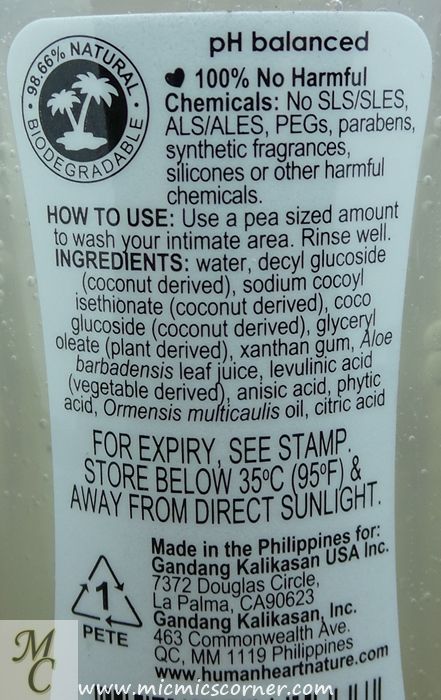 98.66% NATURAL • BIODEGRADABLE •
pH balanced
♥ 100% No Harmful
Chemicals: No SLS/SLES,
ALS/ALES, PEGs, parabens,
synthetic fragrances,
silicones or other harmful
chemicals.
HOW TO USE: Use a pea sized amount
to wash your intimate area. Rinse well.
INGREDIENTS: water, decyl glucoside
(coconut derived), sodium cocoyl
isethionate (coconut derived), coco
glucoside (coconut derived), glyceryl
oleate (plant derived), xanthan gum, Aloe
barbadensis leaf juice, levulinic acid
(vegetable derived), anisic acid, phytic
acid, Ormensis multicaulis oil, citric acid
FOR EXPIRY, SEE STAMP.
STORE BELOW 35ºC (95ºF) &
AWAY FROM DIRECT SUNLIGHT.
1
PETE
Made in the Philippines for:
Gandang Kalikasan USA Inc.
7372 Douglas Circle,
La Palma, CA90623
Gandang Kalikasan, Inc.
463 Commonwealth Ave.
QC, MM 1119 Philippines
www.humanheartnature.com
MC
www.micmicscorner.com